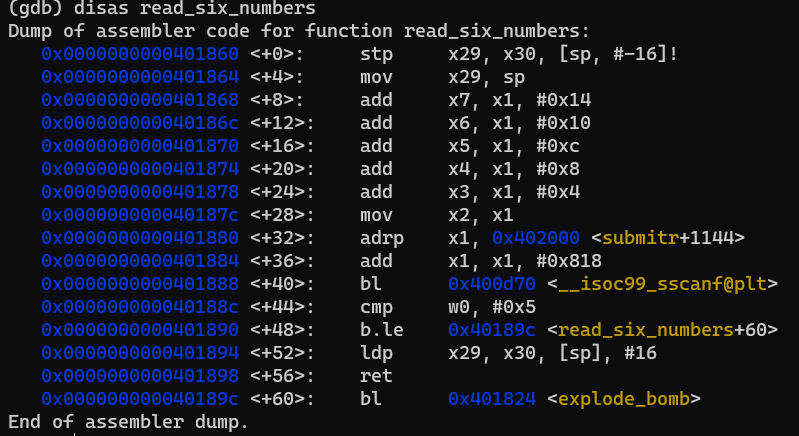 (gdb) disas read_six_numbers
Dump of assembler code for function read_six_numbers:
   0x0000000000401860 <+0>:     stp     x29, x30, [sp, #-16]!
   0x0000000000401864 <+4>:     mov     x29, sp
   0x0000000000401868 <+8>:     add     x7, x1, #0x14
   0x000000000040186c <+12>:    add     x6, x1, #0x10
   0x0000000000401870 <+16>:    add     x5, x1, #0xc
   0x0000000000401874 <+20>:    add     x4, x1, #0x8
   0x0000000000401878 <+24>:    add     x3, x1, #0x4
   0x000000000040187c <+28>:    mov     x2, x1
   0x0000000000401880 <+32>:    adrp    x1, 0x402000 <submitr+1144>
   0x0000000000401884 <+36>:    add     x1, x1, #0x818
   0x0000000000401888 <+40>:    bl      0x400d70 <__isoc99_sscanf@plt>
   0x000000000040188c <+44>:    cmp     w0, #0x5
   0x0000000000401890 <+48>:    b.le    0x40189c <read_six_numbers+60>
   0x0000000000401894 <+52>:    ldp     x29, x30, [sp], #16
   0x0000000000401898 <+56>:    ret
   0x000000000040189c <+60>:    bl      0x401824 <explode_bomb>
End of assembler dump.